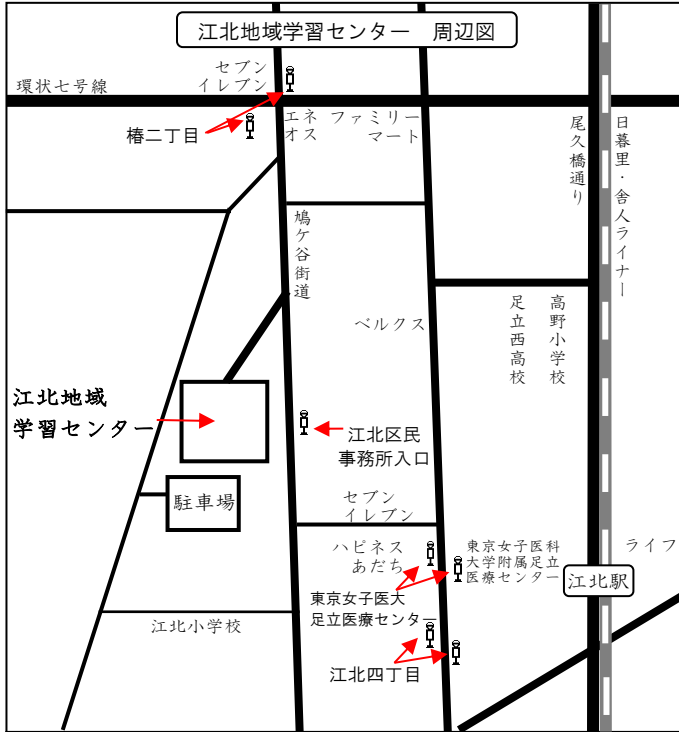 江北地域学習センター 周辺図
セブン
イレブン
環状七号線
椿二丁目
エネ
オス
ファミリー
マート
尾久橋通り
日暮里・舎人ライナー
鳩ケ谷街道
ベルクス
足立西高校
高野小学校
江北地域
学習センター
江北区民
事務所入口
駐車場
セブン
イレブン
ハピネス
あだち
東京女子医科
大学附属足立
医療センター
ライフ
江北駅
東京女子医大
足立医療センター
江北小学校
江北四丁目